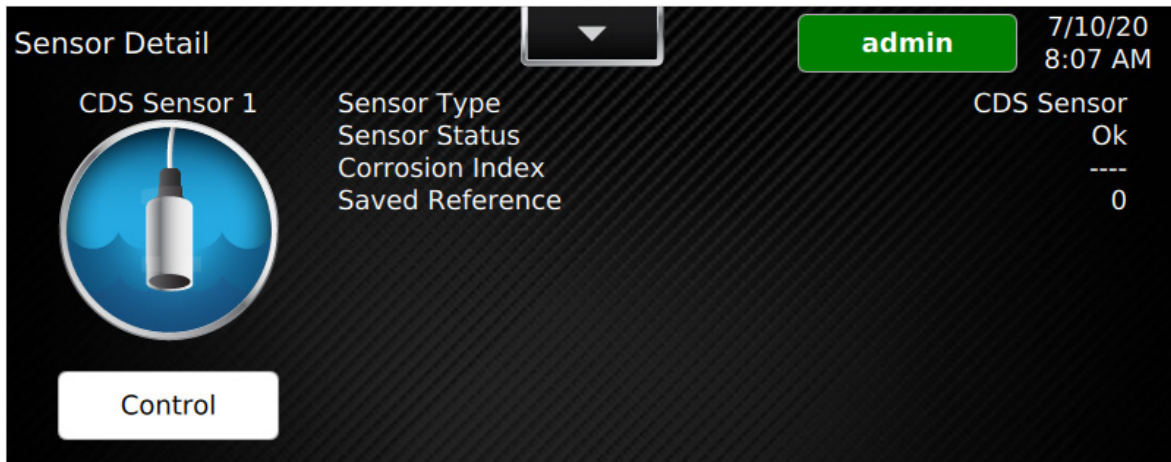 Sensor Detail
admin
7/10/20
8:07 AM
CDS Sensor 1
Sensor Type CDS Sensor
Sensor Status Ok
Corrosion Index ----
Saved Reference 0
Control